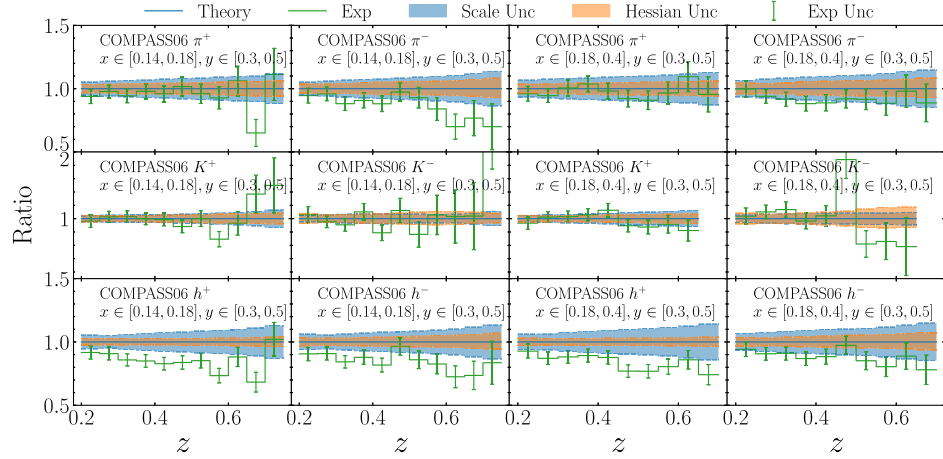 Theory Exp Scale Unc Hessian Unc Exp Unc
1.5
COMPASS06 π⁺
x ∈ [0.14, 0.18], y ∈ [0.3, 0.5]
COMPASS06 π⁻
x ∈ [0.14, 0.18], y ∈ [0.3, 0.5]
COMPASS06 π⁺
x ∈ [0.18, 0.4], y ∈ [0.3, 0.5]
COMPASS06 π⁻
x ∈ [0.18, 0.4], y ∈ [0.3, 0.5]
1.0
0.5
2
COMPASS06 K⁺
x ∈ [0.14, 0.18], y ∈ [0.3, 0.5]
COMPASS06 K⁻
x ∈ [0.14, 0.18], y ∈ [0.3, 0.5]
COMPASS06 K⁺
x ∈ [0.18, 0.4], y ∈ [0.3, 0.5]
COMPASS06 K⁻
x ∈ [0.18, 0.4], y ∈ [0.3, 0.5]
Ratio
1
1.5
COMPASS06 h⁺
x ∈ [0.14, 0.18], y ∈ [0.3, 0.5]
COMPASS06 h⁻
x ∈ [0.14, 0.18], y ∈ [0.3, 0.5]
COMPASS06 h⁺
x ∈ [0.18, 0.4], y ∈ [0.3, 0.5]
COMPASS06 h⁻
x ∈ [0.18, 0.4], y ∈ [0.3, 0.5]
1.0
0.5
0.2 0.4 0.6 0.2 0.4 0.6 0.2 0.4 0.6 0.2 0.4 0.6
z z z z